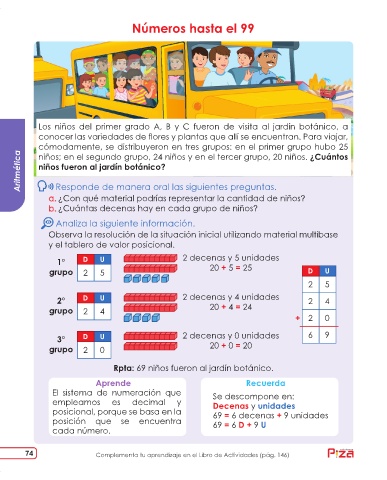 Números hasta el 99
Los niños del primer grado A, B y C fueron de visita al jardín botánico, a
conocer las variedades de flores y plantas que allí se encuentran. Para viajar,
cómodamente, se distribuyeron en tres grupos: en el primer grupo hubo 25
niños; en el segundo grupo, 24 niños y en el tercer grupo, 20 niños. ¿Cuántos
niños fueron al jardín botánico?
Aritmética
Responde de manera oral las siguientes preguntas.
a. ¿Con qué material podrías representar la cantidad de niños?
b. ¿Cuántas decenas hay en cada grupo de niños?
Analiza la siguiente información.
Observa la resolución de la situación inicial utilizando material multibase
y el tablero de valor posicional.
1° grupo
D U
2 5
2 decenas y 5 unidades
20 + 5 = 25
2° grupo
D U
2 4
2 decenas y 4 unidades
20 + 4 = 24
3° grupo
D U
2 0
2 decenas y 0 unidades
20 + 0 = 20
D U
2 5
2 4
+ 2 0
6 9
Rpta: 69 niños fueron al jardín botánico.
Aprende
El sistema de numeración que
empleamos es decimal y
posicional, porque se basa en la
posición que se encuentra
cada número.
Recuerda
Se descompone en:
Decenas y unidades
69 = 6 decenas + 9 unidades
69 = 6 D + 9 U
74
Complementa tu aprendizaje en el Libro de Actividades (pág. 146)
Piza